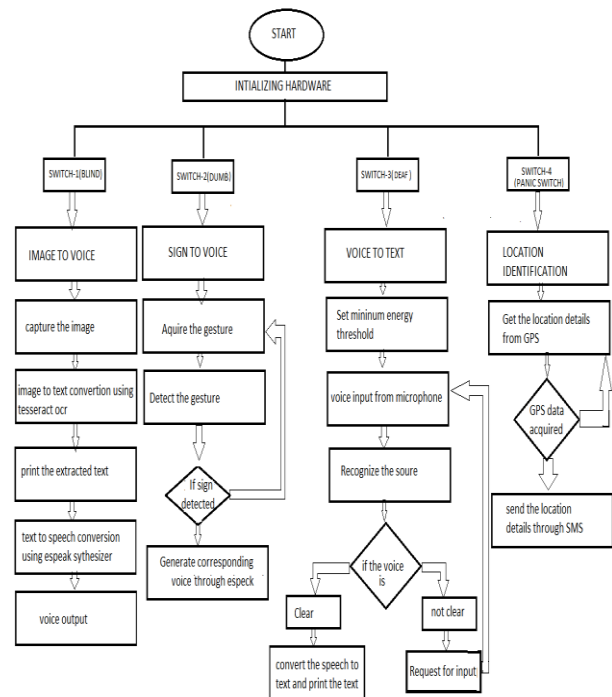 START
INTIALIZING HARDWARE
SWITCH-1(BLIND)
SWITCH-2(DUMB)
SWITCH-3(DEAF)
SWITCH-4
(PANIC SWITCH)
IMAGE TO VOICE
SIGN TO VOICE
VOICE TO TEXT
LOCATION
IDENTIFICATION
capture the image
Aquire the gesture
Set minimum energy
threshold
Get the location details
from GPS
image to text convertion using
tesseract ocr
Detect the gesture
voice input from microphone
GPS data
acquired
print the extracted text
If sign
detected
Recognize the soure
send the location
details through SMS
text to speech conversion
using espeak sythesizer
Generate corresponding
voice through especk
if the voice
is
voice output
Clear
not clear
convert the speech to
text and print the text
Request for input